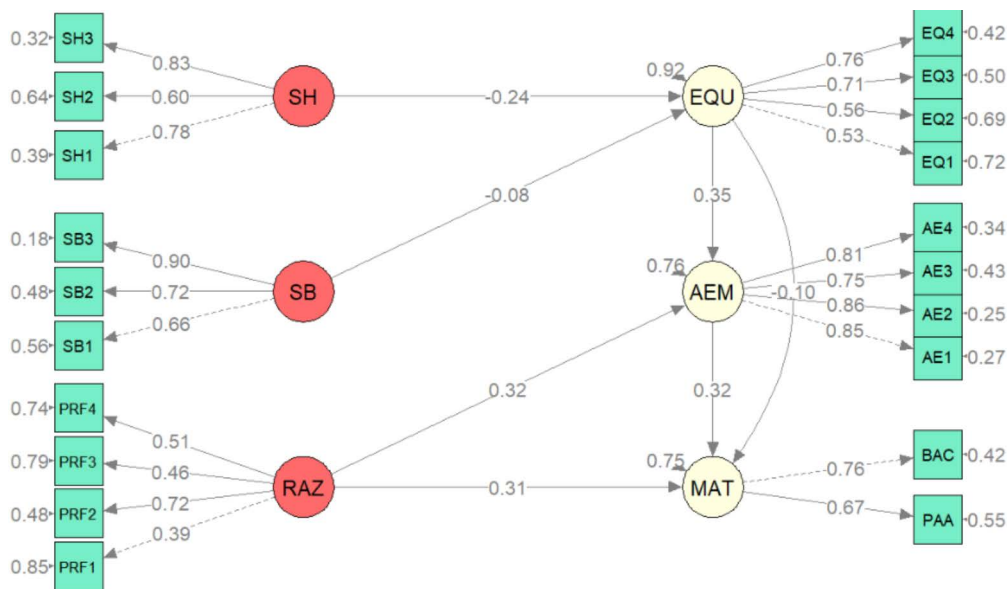 0.32 SH3 0.83
0.64 SH2 0.60
0.39 SH1 0.78
SH -0.24 0.92 EQU
0.76 EQ4 0.42
0.71 EQ3 0.50
0.56 EQ2 0.69
0.53 EQ1 0.72
-0.08 0.35
0.18 SB3 0.90
0.48 SB2 0.72
0.56 SB1 0.66
SB 0.76 AEM -0.10
0.81 AE4 0.34
0.75 AE3 0.43
0.86 AE2 0.25
0.85 AE1 0.27
0.32 0.32
0.74 PRF4 0.51
0.79 PRF3 0.46
0.48 PRF2 0.72
0.85 PRF1 0.39
RAZ 0.31 0.75 MAT
0.76 BAC 0.42
0.67 PAA 0.55